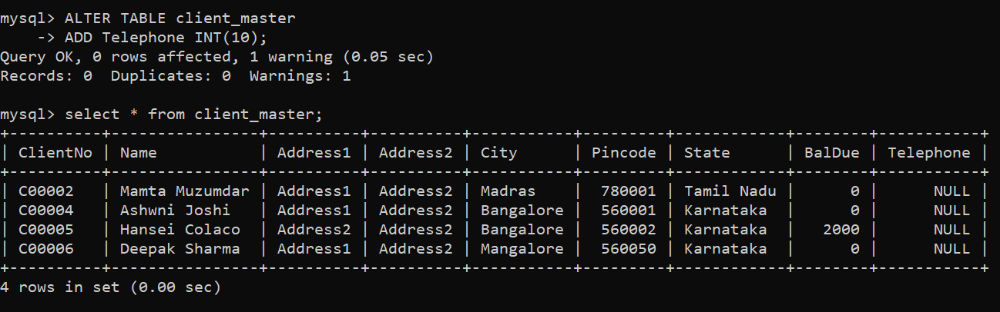 mysql> ALTER TABLE client_master
    -> ADD Telephone INT(10);
Query OK, 0 rows affected, 1 warning (0.05 sec)
Records: 0  Duplicates: 0  Warnings: 1
mysql> select * from client_master;
+----------+----------------+----------+----------+-----------+---------+------------+--------+-----------+
| ClientNo | Name           | Address1 | Address2 | City      | Pincode | State      | BalDue | Telephone |
+----------+----------------+----------+----------+-----------+---------+------------+--------+-----------+
| C00002   | Mamta Muzumdar | Address1 | Address2 | Madras    |  780001 | Tamil Nadu |      0 |      NULL |
| C00004   | Ashwni Joshi   | Address1 | Address2 | Bangalore |  560001 | Karnataka  |      0 |      NULL |
| C00005   | Hansei Colaco  | Address2 | Address2 | Bangalore |  560002 | Karnataka  |   2000 |      NULL |
| C00006   | Deepak Sharma  | Address1 | Address2 | Mangalore |  560050 | Karnataka  |      0 |      NULL |
+----------+----------------+----------+----------+-----------+---------+------------+--------+-----------+
4 rows in set (0.00 sec)